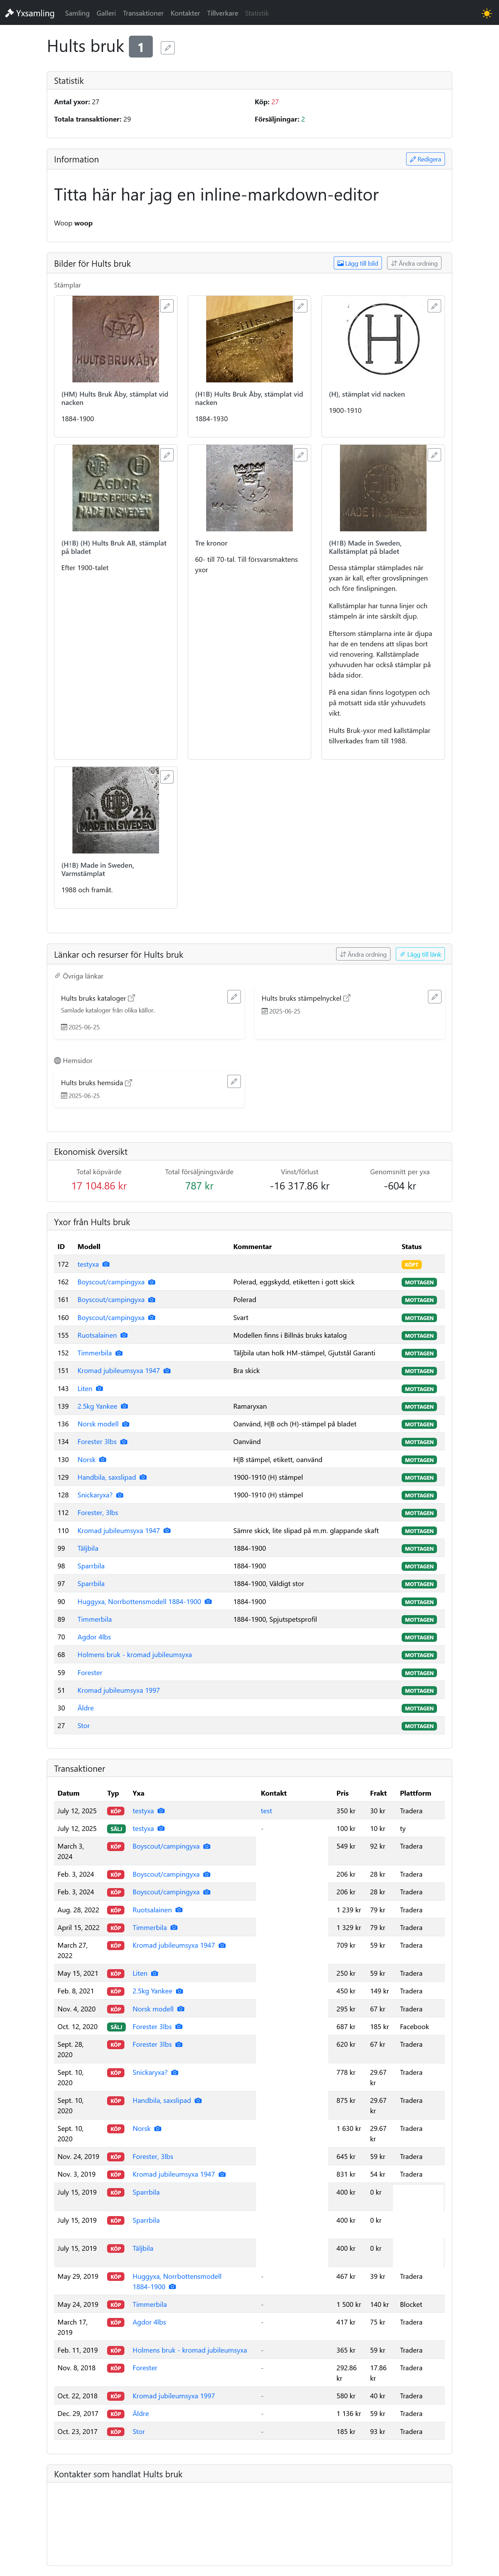 Yxsamling Samling Galleri Transaktioner Kontakter Tillverkare Statistik
Hults bruk 1
Statistik
Antal yxor: 27
Köp: 27
Totala transaktioner: 29
Försäljningar: 2
Information
Redigera
Titta här har jag en inline-markdown-editor
Woop woop
Bilder för Hults bruk
Lägg till bild
Ändra ordning
Stämplar
HULTS BRUK ÅBY
(HM) Hults Bruk Åby, stämplat vid nacken
1884-1900
(H↑B) Hults Bruk Åby, stämplat vid nacken
1884-1930
H
(H), stämplat vid nacken
1900-1910
AGDOR
HULTS BRUK AB
MADE IN SWEDEN
(H↑B) (H) Hults Bruk AB, stämplat på bladet
Efter 1900-talet
Tre kronor
60- till 70-tal. Till försvarsmaktens yxor
MADE IN SWEDEN
(H↑B) Made in Sweden, Kallstämplat på bladet
Dessa stämplar stämplades när yxan är kall, efter grovslipningen och före finslipningen.
Kallstämplar har tunna linjer och stämpeln är inte särskilt djup.
Eftersom stämplarna inte är djupa har de en tendens att slipas bort vid renovering. Kallstämplade yxhuvuden har också stämplar på båda sidor.
På ena sidan finns logotypen och på motsatt sida står yxhuvudets vikt.
Hults Bruk-yxor med kallstämplar tillverkades fram till 1988.
1.1 2½
MADE IN SWEDEN
(H↑B) Made in Sweden, Varmstämplat
1988 och framåt.
Länkar och resurser för Hults bruk
Ändra ordning
Lägg till länk
Övriga länkar
Hults bruks kataloger
Samlade kataloger från olika källor.
2025-06-25
Hults bruks stämpelnyckel
2025-06-25
Hemsidor
Hults bruks hemsida
2025-06-25
Ekonomisk översikt
Total köpvärde
17 104.86 kr
Total försäljningsvärde
787 kr
Vinst/förlust
-16 317.86 kr
Genomsnitt per yxa
-604 kr
Yxor från Hults bruk
ID Modell Kommentar Status
172 testyxa KÖPT
162 Boyscout/campingyxa Polerad, eggskydd, etiketten i gott skick MOTTAGEN
161 Boyscout/campingyxa Polerad MOTTAGEN
160 Boyscout/campingyxa Svart MOTTAGEN
155 Ruotsalainen Modellen finns i Billnäs bruks katalog MOTTAGEN
152 Timmerbila Täljbila utan holk HM-stämpel, Gjutstål Garanti MOTTAGEN
151 Kromad jubileumsyxa 1947 Bra skick MOTTAGEN
143 Liten MOTTAGEN
139 2.5kg Yankee Ramaryxan MOTTAGEN
136 Norsk modell Oanvänd, H|B och (H)-stämpel på bladet MOTTAGEN
134 Forester 3lbs Oanvänd MOTTAGEN
130 Norsk H|B stämpel, etikett, oanvänd MOTTAGEN
129 Handbila, saxslipad 1900-1910 (H) stämpel MOTTAGEN
128 Snickaryxa? 1900-1910 (H) stämpel MOTTAGEN
112 Forester, 3lbs MOTTAGEN
110 Kromad jubileumsyxa 1947 Sämre skick, lite slipad på m.m. glappande skaft MOTTAGEN
99 Täljbila 1884-1900 MOTTAGEN
98 Sparrbila 1884-1900 MOTTAGEN
97 Sparrbila 1884-1900, Väldigt stor MOTTAGEN
90 Huggyxa, Norrbottensmodell 1884-1900 1884-1900 MOTTAGEN
89 Timmerbila 1884-1900, Spjutspetsprofil MOTTAGEN
70 Agdor 4lbs MOTTAGEN
68 Holmens bruk - kromad jubileumsyxa MOTTAGEN
59 Forester MOTTAGEN
51 Kromad jubileumsyxa 1997 MOTTAGEN
30 Äldre MOTTAGEN
27 Stor MOTTAGEN
Transaktioner
Datum Typ Yxa Kontakt Pris Frakt Plattform
July 12, 2025 KÖP testyxa test 350 kr 30 kr Tradera
July 12, 2025 SÄLJ testyxa - 100 kr 10 kr ty
March 3, 2024 KÖP Boyscout/campingyxa 549 kr 92 kr Tradera
Feb. 3, 2024 KÖP Boyscout/campingyxa 206 kr 28 kr Tradera
Feb. 3, 2024 KÖP Boyscout/campingyxa 206 kr 28 kr Tradera
Aug. 28, 2022 KÖP Ruotsalainen 1 239 kr 79 kr Tradera
April 15, 2022 KÖP Timmerbila 1 329 kr 79 kr Tradera
March 27, 2022 KÖP Kromad jubileumsyxa 1947 709 kr 59 kr Tradera
May 15, 2021 KÖP Liten 250 kr 59 kr Tradera
Feb. 8, 2021 KÖP 2.5kg Yankee 450 kr 149 kr Tradera
Nov. 4, 2020 KÖP Norsk modell 295 kr 67 kr Tradera
Oct. 12, 2020 SÄLJ Forester 3lbs 687 kr 185 kr Facebook
Sept. 28, 2020 KÖP Forester 3lbs 620 kr 67 kr Tradera
Sept. 10, 2020 KÖP Snickaryxa? 778 kr 29.67 kr Tradera
Sept. 10, 2020 KÖP Handbila, saxslipad 875 kr 29.67 kr Tradera
Sept. 10, 2020 KÖP Norsk 1 630 kr 29.67 kr Tradera
Nov. 24, 2019 KÖP Forester, 3lbs 645 kr 59 kr Tradera
Nov. 3, 2019 KÖP Kromad jubileumsyxa 1947 831 kr 54 kr Tradera
July 15, 2019 KÖP Sparrbila 400 kr 0 kr
July 15, 2019 KÖP Sparrbila 400 kr 0 kr
July 15, 2019 KÖP Täljbila 400 kr 0 kr
May 29, 2019 KÖP Huggyxa, Norrbottensmodell 1884-1900 - 467 kr 39 kr Tradera
May 24, 2019 KÖP Timmerbila - 1 500 kr 140 kr Blocket
March 17, 2019 KÖP Agdor 4lbs - 417 kr 75 kr Tradera
Feb. 11, 2019 KÖP Holmens bruk - kromad jubileumsyxa - 365 kr 59 kr Tradera
Nov. 8, 2018 KÖP Forester - 292.86 kr 17.86 kr Tradera
Oct. 22, 2018 KÖP Kromad jubileumsyxa 1997 - 580 kr 40 kr Tradera
Dec. 29, 2017 KÖP Äldre - 1 136 kr 59 kr Tradera
Oct. 23, 2017 KÖP Stor - 185 kr 93 kr Tradera
Kontakter som handlat Hults bruk